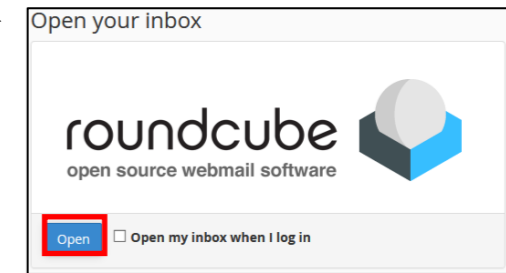 Open your inbox
roundcube
open source webmail software
Open
Open my inbox when I log in